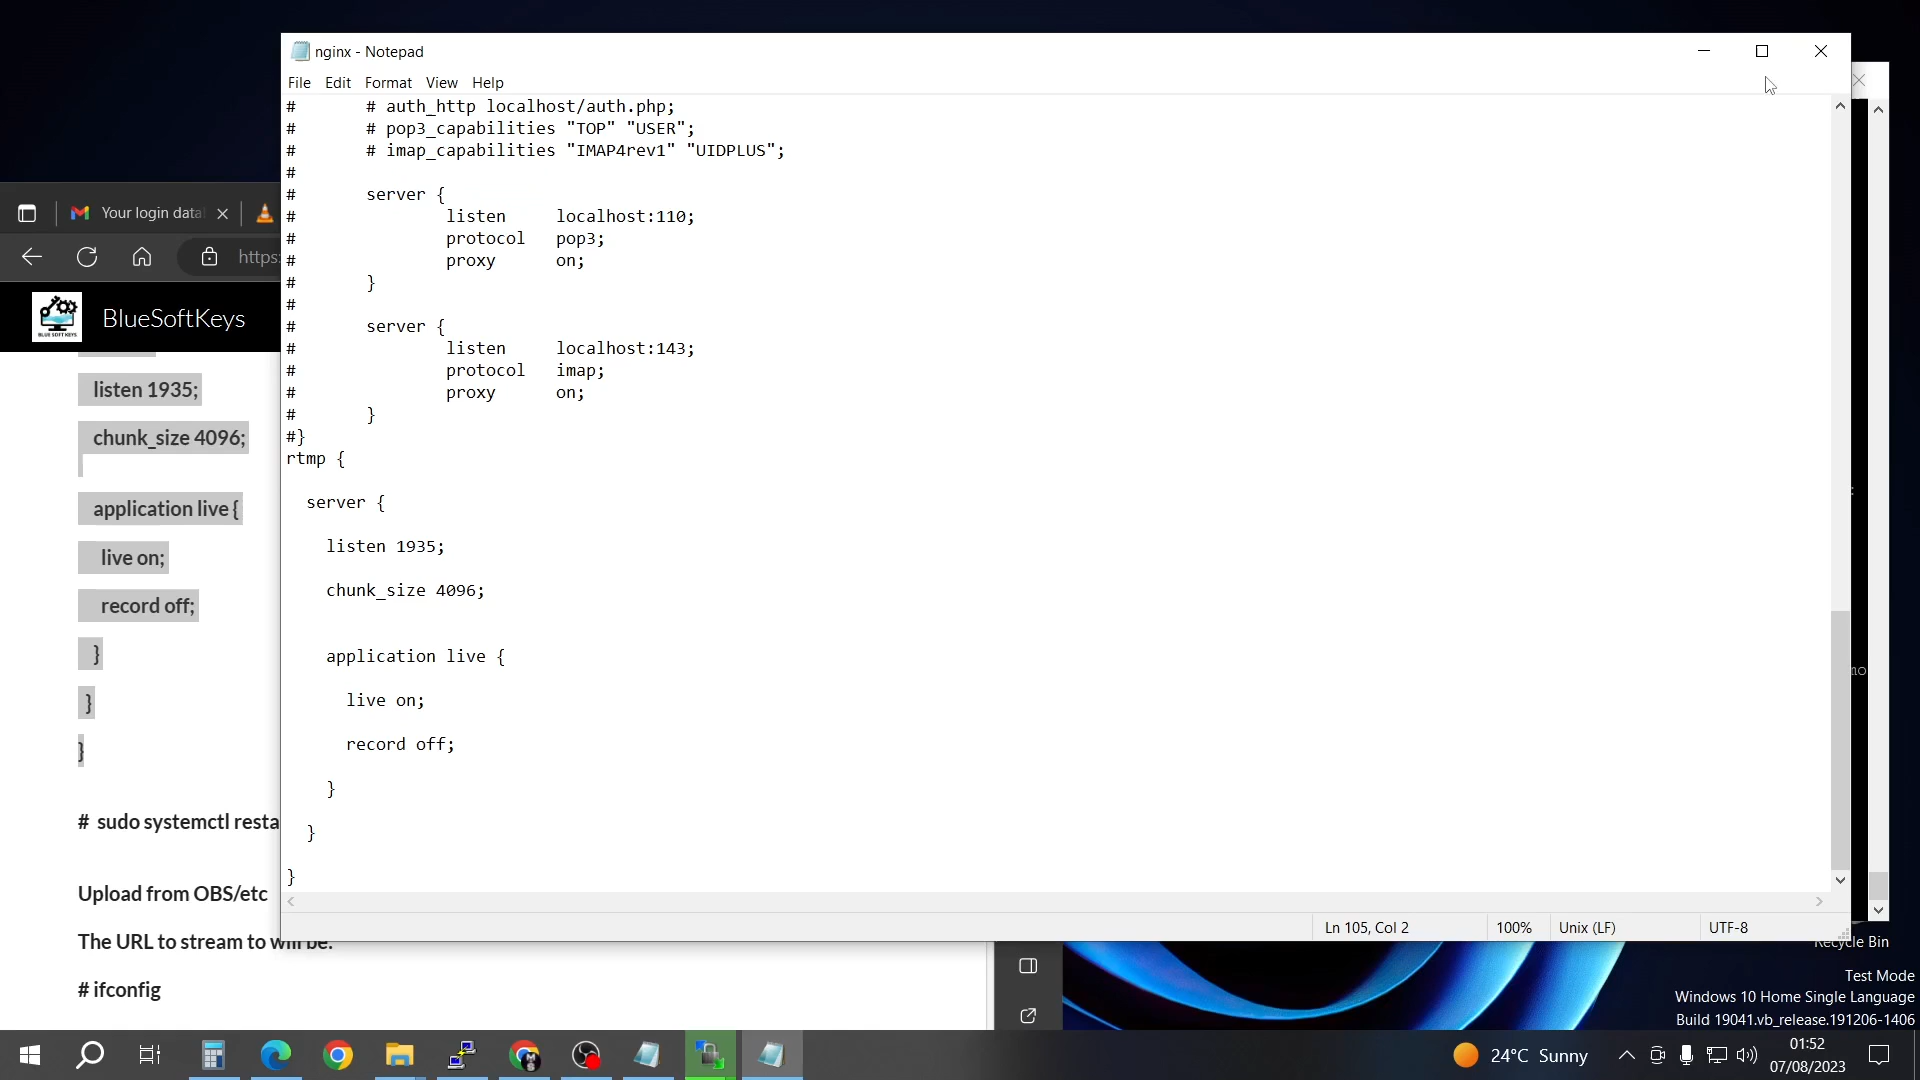 nginx - Notepad
File Edit Format View Help
#       # auth_http localhost/auth.php;
#       # pop3_capabilities "TOP" "USER";
#       # imap_capabilities "IMAP4rev1" "UIDPLUS";
#
#       server {
#               listen     localhost:110;
#               protocol   pop3;
#               proxy      on;
#       }
#
#       server {
#               listen     localhost:143;
#               protocol   imap;
#               proxy      on;
#       }
#}
rtmp {
  server {
    listen 1935;
    chunk_size 4096;
    application live {
      live on;
      record off;
    }
  }
}
Ln 105, Col 2
100%
Unix (LF)
UTF-8
Your login data
https:
BlueSoftKeys
BLUE SOFT KEYS
listen 1935;
chunk_size 4096;
application live {
live on;
record off;
}
}
}
# sudo systemctl resta
Upload from OBS/etc
The URL to stream to will be:
# ifconfig
Recycle Bin
Test Mode
Windows 10 Home Single Language
Build 19041.vb_release.191206-1406
24°C Sunny
01:52
07/08/2023